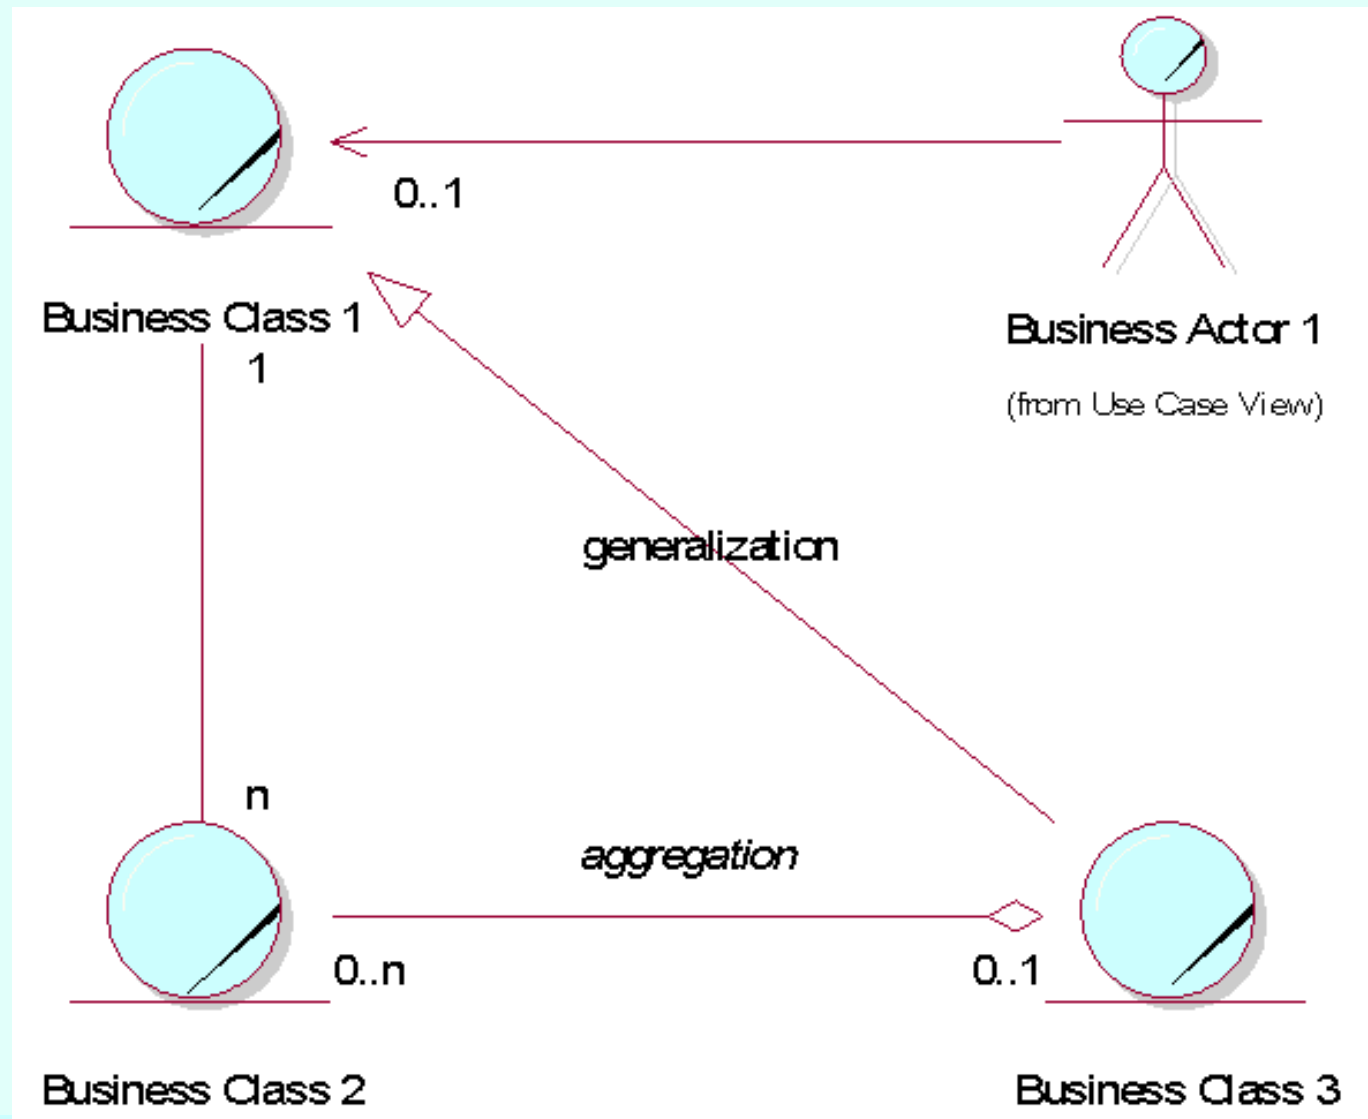 0..1
Business Class 1
1
Business Actor 1
(from Use Case View)
generalization
n
aggregation
0..n
0..1
Business Class 2
Business Class 3